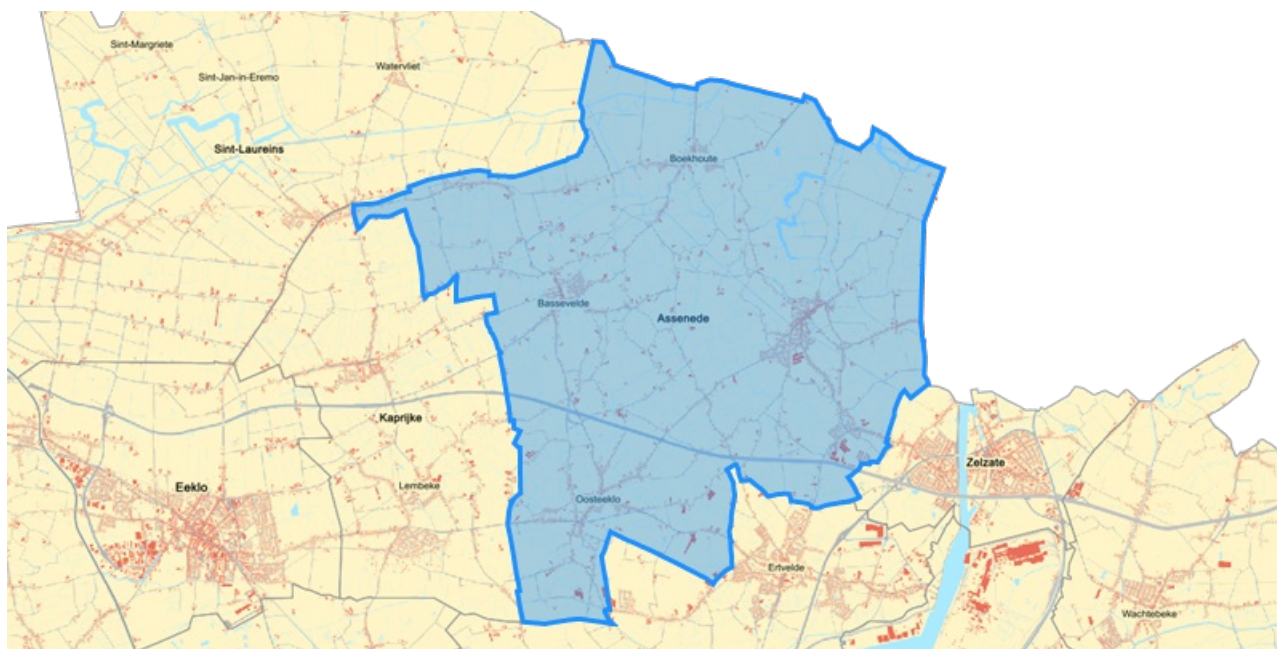 Sint-Margriete
Sint-Jan-in-Eremo
Watervliet
Sint-Laureins
Boekhoute
Bassevelde
Assenede
Kaprijke
Zelzate
Eeklo
Lembeke
Oosteeklo
Ertvelde
Wachtebeke